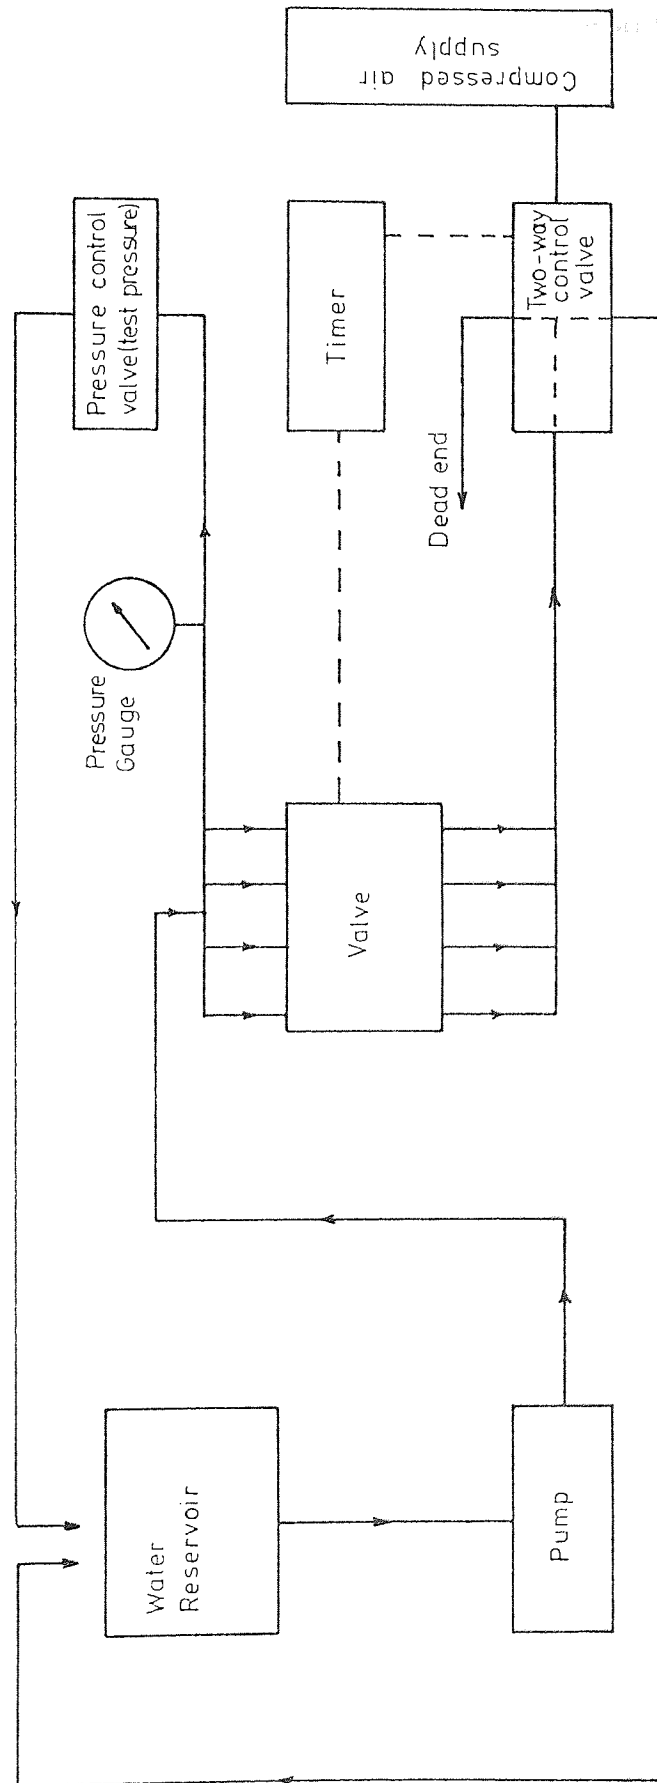 Compressed air
supply
Pressure control
valve(test pressure)
Timer
Two-way
control
valve
Dead end
Pressure
Gauge
Valve
Water
Reservoir
Pump